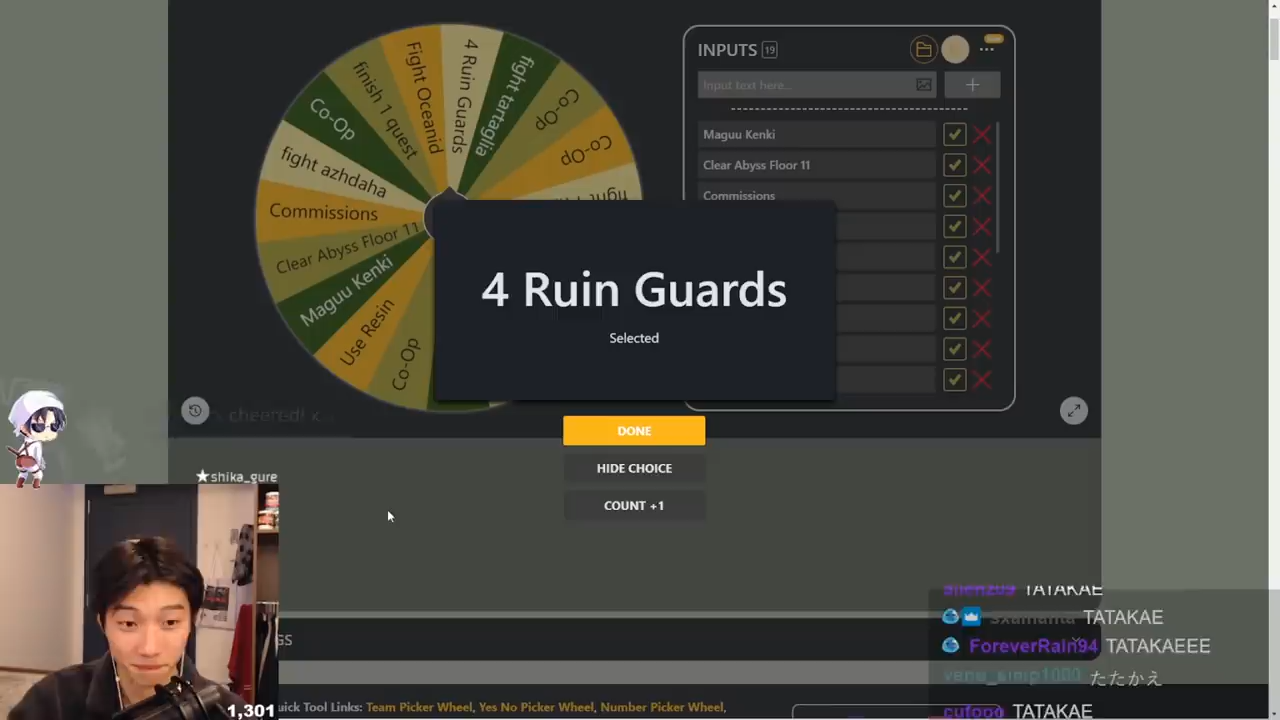 4 Ruin Guards
fight tartaglia
Co-Op
Co-Op
Fight Oceanid
finish 1 quest
Co-Op
fight azhdaha
Commissions
Clear Abyss Floor 11
Maguu Kenki
Use Resin
Co-Op
INPUTS 19
Input text here...
Maguu Kenki
Clear Abyss Floor 11
Commissions
4 Ruin Guards
Selected
DONE
HIDE CHOICE
COUNT +1
cheered! x...
★shika_gure
GS
TATAKAE
TATAKAE
ForeverRain94 TATAKAEEE
たたかえ
cufood TATAKAE
1,301
uick Tool Links: Team Picker Wheel, Yes No Picker Wheel, Number Picker Wheel,